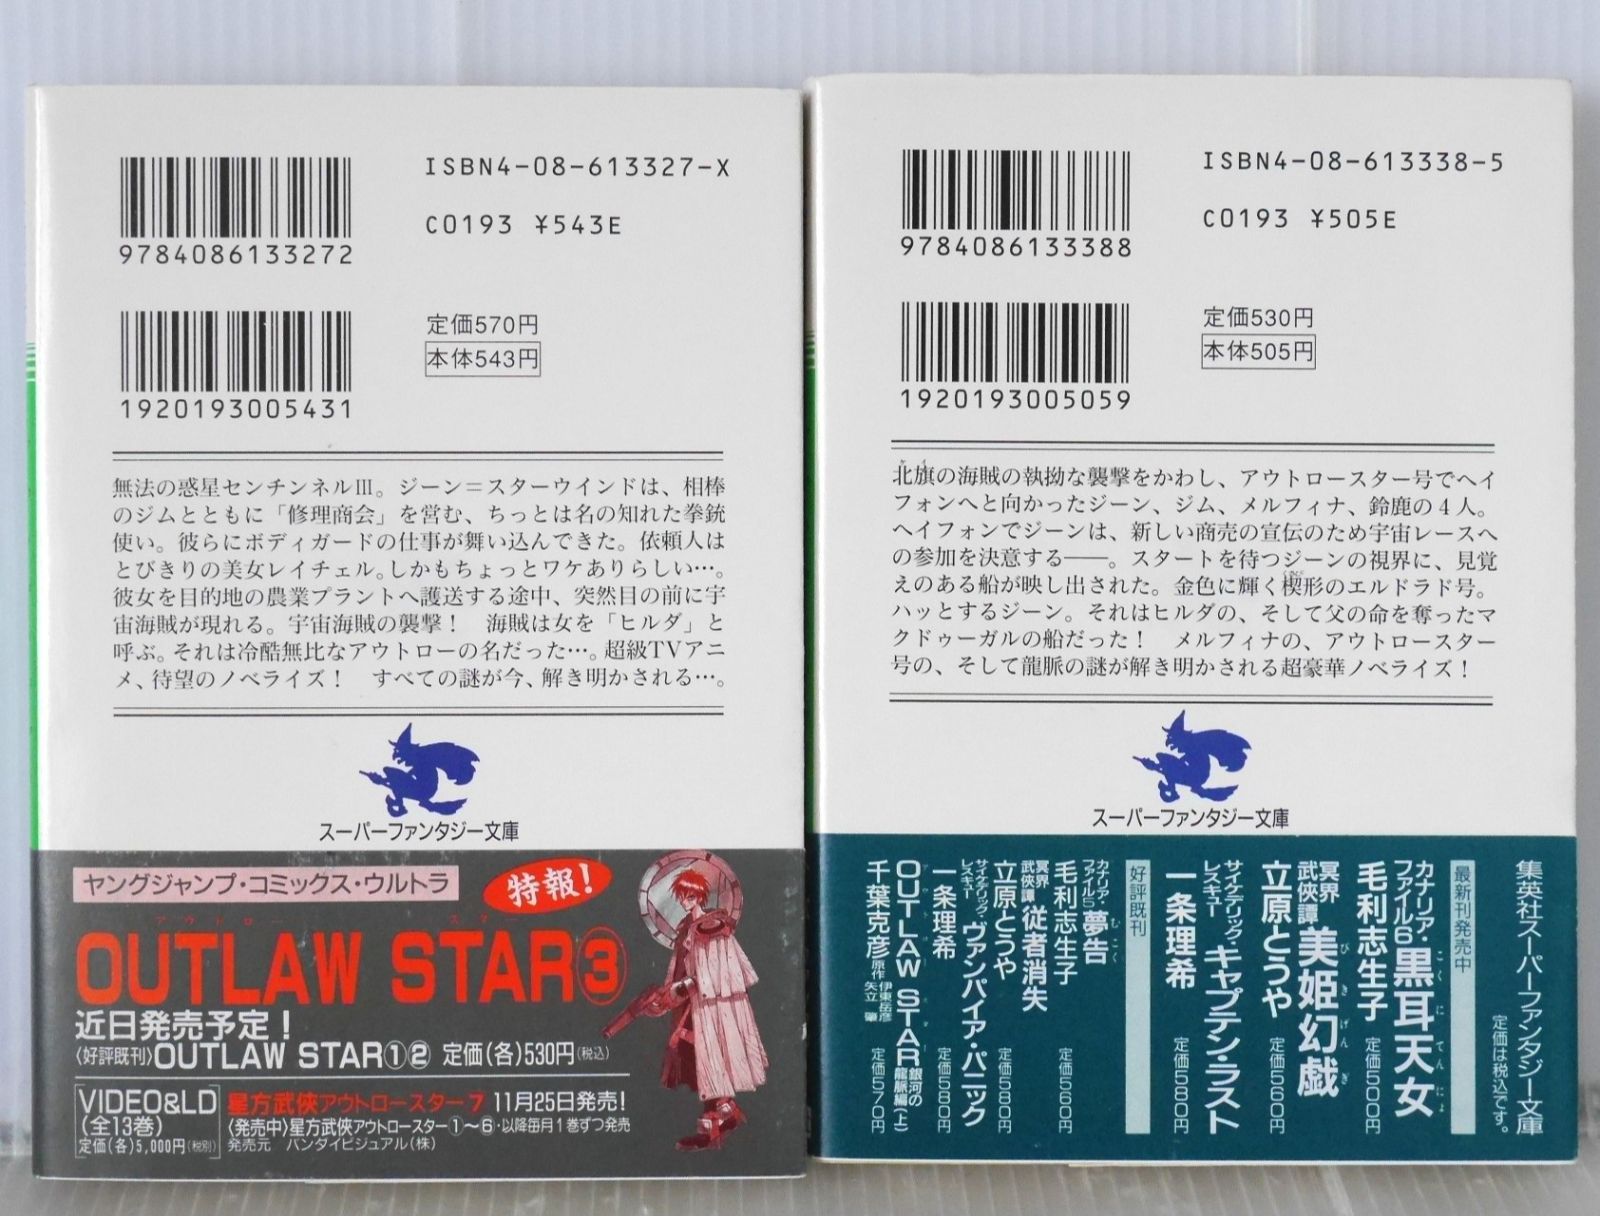 ISBN4-08-613327-X
C0193 ¥543E
9784086133272
定価570円
本体543円
1920193005431
無法の惑星センチンネルⅢ。ジーン＝スターウインドは、相棒
のジムとともに「修理商会」を営む、ちっとは名の知れた拳銃
使い。彼らにボディガードの仕事が舞い込んできた。依頼人は
とびきりの美女レイチェル。しかもちょっとワケありらしい…。
彼女を目的地の農業プラントへ護送する途中、突然目の前に宇
宙海賊が現れる。宇宙海賊の襲撃！　海賊は女を「ヒルダ」と
呼ぶ。それは冷酷無比なアウトローの名だった…。超級TVアニ
メ、待望のノベライズ！　すべての謎が今、解き明かされる…。
スーパーファンタジー文庫
ヤングジャンプ・コミックス・ウルトラ
特報！
アウトロー　スター
OUTLAW STAR③
近日発売予定！
〈好評既刊〉OUTLAW STAR①② 定価(各)530円(税込)
VIDEO&LD
(全13巻)
定価(各)5,000円(税別)
星方武侠アウトロースター7 11月25日発売！
〈発売中〉星方武侠アウトロースター①〜⑥・以降毎月1巻ずつ発売
発売元　バンダイビジュアル(株)
ISBN4-08-613338-5
C0193 ¥505E
9784086133388
定価530円
本体505円
1920193005059
北旗の海賊の執拗な襲撃をかわし、アウトロースター号でヘイ
フォンへと向かったジーン、ジム、メルフィナ、鈴鹿の4人。
ヘイフォンでジーンは、新しい商売の宣伝のため宇宙レースへ
の参加を決意する――。スタートを待つジーンの視界に、見覚
えのある船が映し出された。金色に輝く楔形のエルドラド号。
ハッとするジーン。それはヒルダの、そして父の命を奪ったマ
クドゥーガルの船だった！　メルフィナの、アウトロースター
号の、そして龍脈の謎が解き明かされる超豪華ノベライズ！
スーパーファンタジー文庫
集英社スーパーファンタジー文庫
定価は税込です。
最新刊発売中
カナリア・ファイル6 黒耳天女
こくにてんにょ
毛利志生子 定価500円
冥界武侠譚 美姫幻戯
びきげんぎ
立原とうや 定価560円
サイケデリック・レスキュー キャプテン・ラスト
一条理希 定価580円
好評既刊
カナリア・ファイル5 夢告
むこく
毛利志生子 定価560円
冥界武侠譚 従者消失
立原とうや 定価580円
サイケデリック・レスキュー ヴァンパイア・パニック
一条理希 定価580円
OUTLAW STAR 銀河の龍脈編(上)
アウトロースター
千葉克彦 原作 伊東岳彦 矢立 肇 定価570円